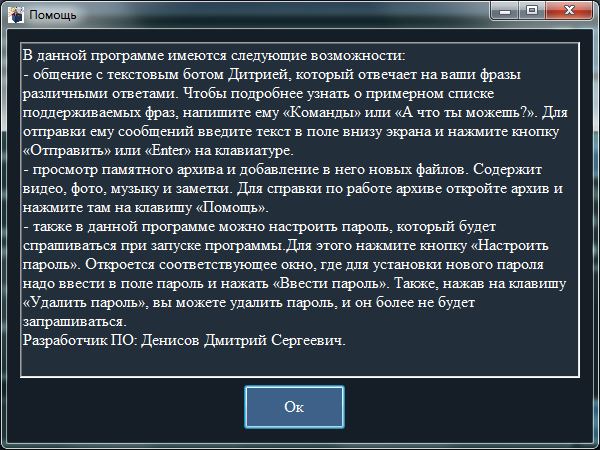 Помощь
В данной программе имеются следующие возможности:
- общение с текстовым ботом Дитрией, который отвечает на ваши фразы
различными ответами. Чтобы подробнее узнать о примерном списке
поддерживаемых фраз, напишите ему «Команды» или «А что ты можешь?». Для
отправки ему сообщений введите текст в поле внизу экрана и нажмите кнопку
«Отправить» или «Enter» на клавиатуре.
- просмотр памятного архива и добавление в него новых файлов. Содержит
видео, фото, музыку и заметки. Для справки по работе архиве откройте архив и
нажмите там на клавишу «Помощь».
- также в данной программе можно настроить пароль, который будет
спрашиваться при запуске программы.Для этого нажмите кнопку «Настроить
пароль». Откроется соответствующее окно, где для установки нового пароля
надо ввести в поле пароль и нажать «Ввести пароль». Также, нажав на клавишу
«Удалить пароль», вы можете удалить пароль, и он более не будет
запрашиваться.
Разработчик ПО: Денисов Дмитрий Сергеевич.
Ок